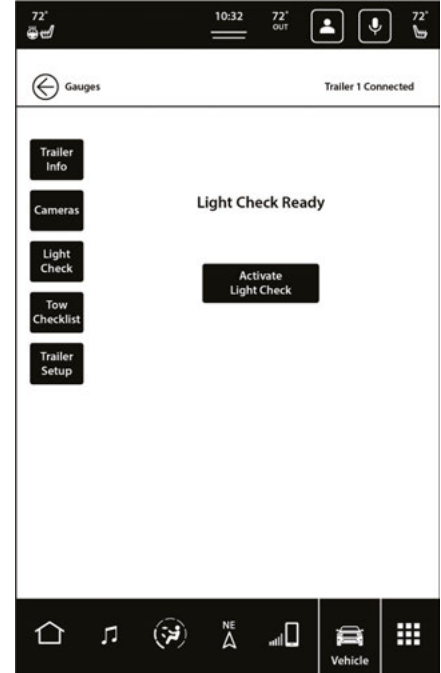 72°
10:32
72°
OUT
72°
Gauges
Trailer 1 Connected
Trailer
Info
Cameras
Light
Check
Tow
Checklist
Trailer
Setup
Light Check Ready
Activate
Light Check
NE
Vehicle